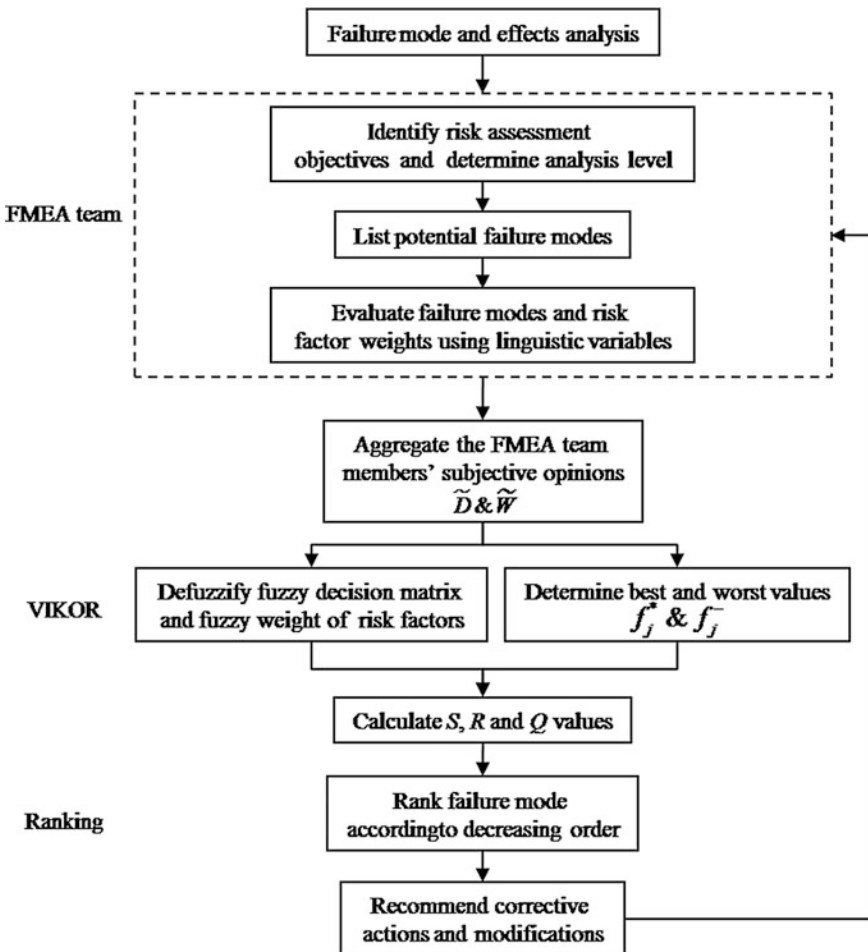 Failure mode and effects analysis
Identify risk assessment
objectives and determine analysis level
FMEA team
List potential failure modes
Evaluate failure modes and risk
factor weights using linguistic variables
Aggregate the FMEA team
members' subjective opinions
D̃ & W̃
VIKOR
Defuzzify fuzzy decision matrix
and fuzzy weight of risk factors
Determine best and worst values
f*ⱼ & f⁻ⱼ
Calculate S, R and Q values
Ranking
Rank failure mode
accordingto decreasing order
Recommend corrective
actions and modifications